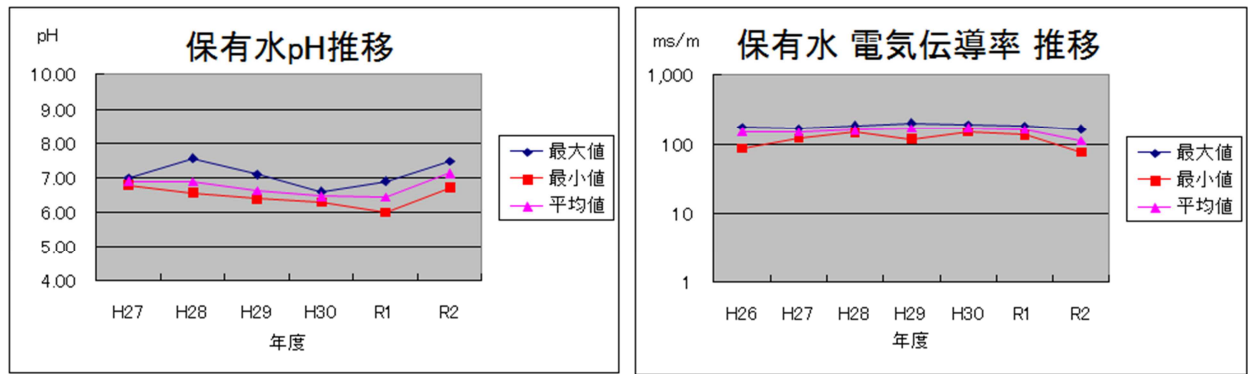 pH
保有水pH推移
10.00
9.00
8.00
7.00
6.00
5.00
4.00
H27 H28 H29 H30 R1 R2
年度
最大値
最小値
平均値
ms/m
保有水 電気伝導率 推移
1,000
100
10
1
H26 H27 H28 H29 H30 R1 R2
年度
最大値
最小値
平均値